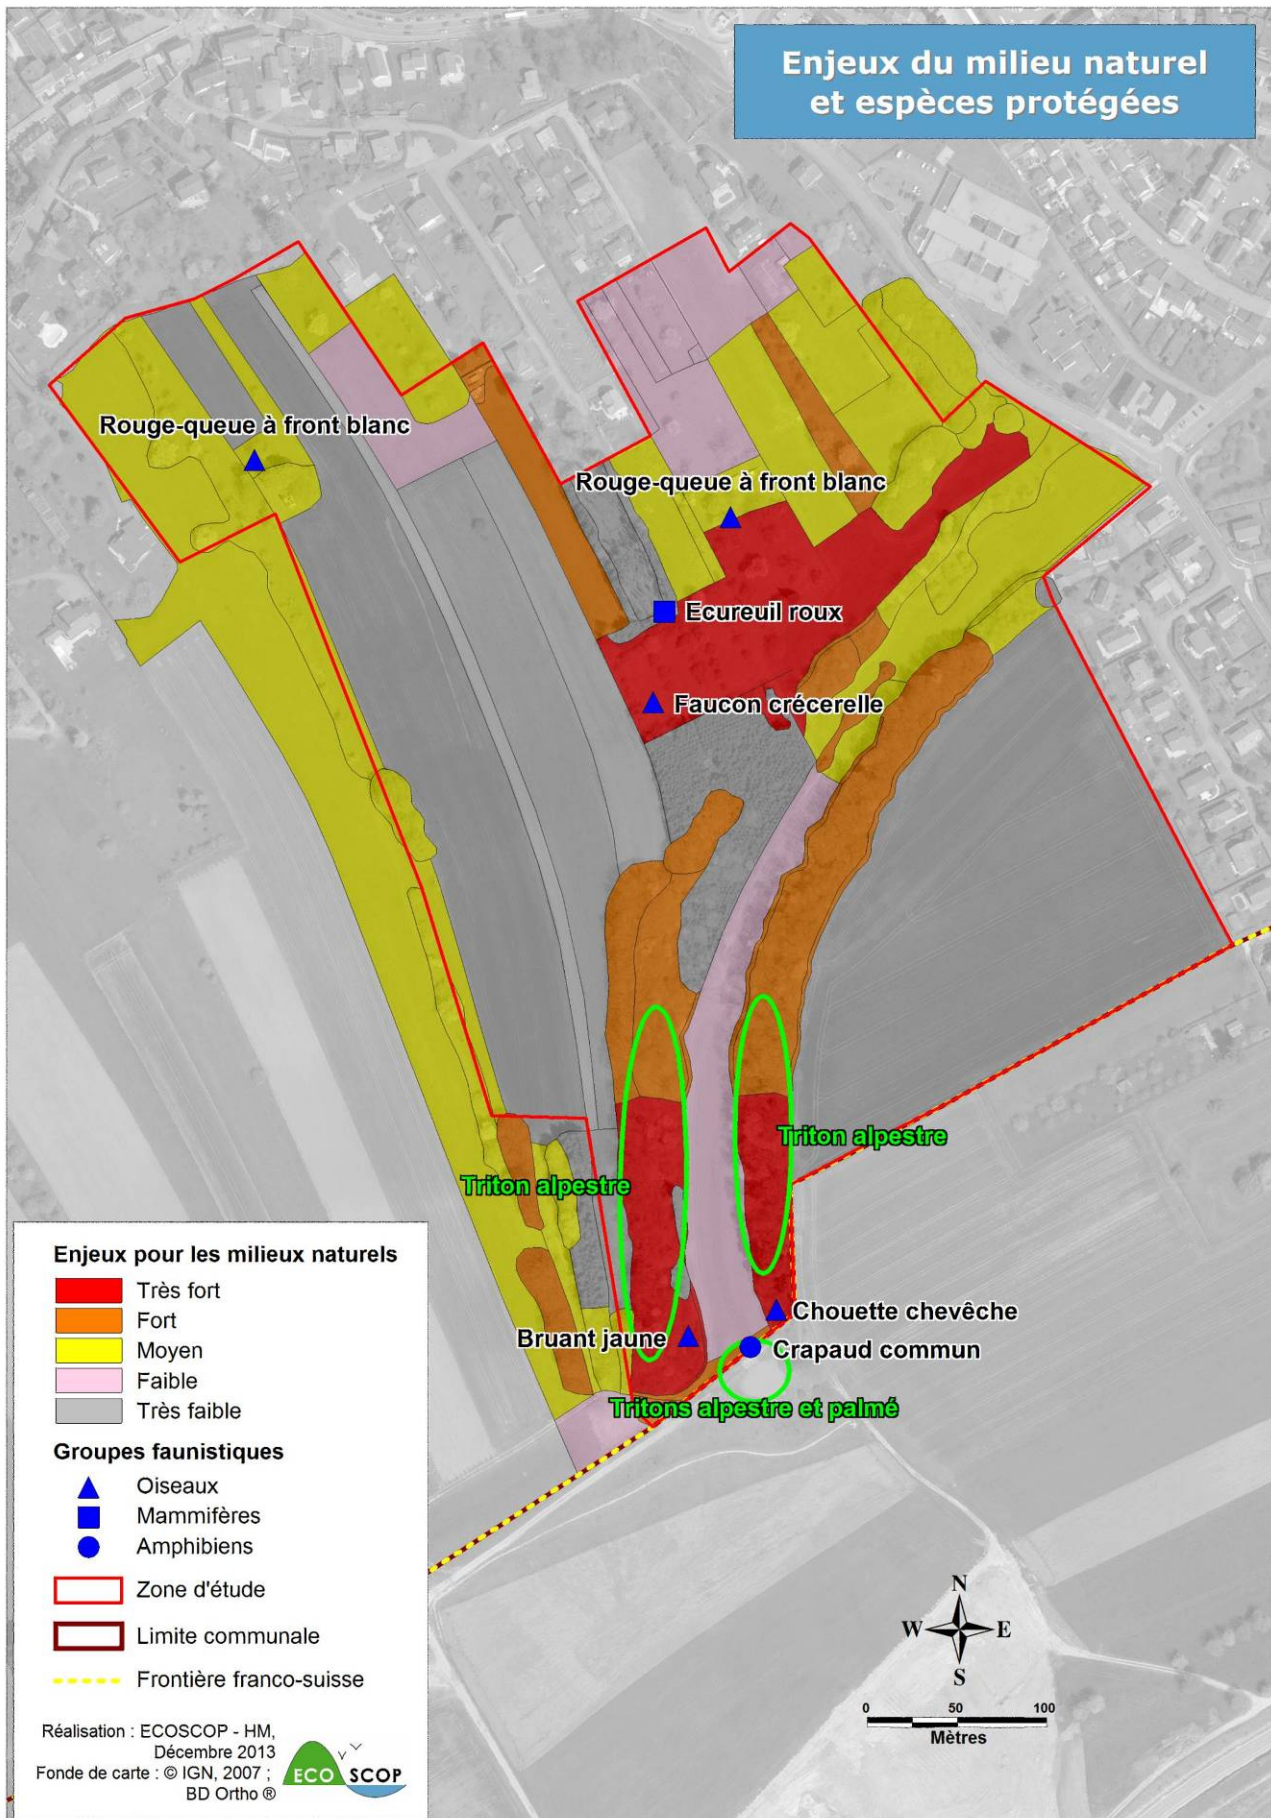 Enjeux du milieu naturel
et espèces protégées
Rouge-queue à front blanc
Rouge-queue à front blanc
Ecureuil roux
Faucon crécerelle
Triton alpestre
Triton alpestre
Chouette chevêche
Bruant jaune
Crapaud commun
Tritons alpestre et palmé
Enjeux pour les milieux naturels
Très fort
Fort
Moyen
Faible
Très faible
Groupes faunistiques
Oiseaux
Mammifères
Amphibiens
Zone d'étude
Limite communale
Frontière franco-suisse
Réalisation : ECOSCOP - HM,
Décembre 2013
Fonde de carte : © IGN, 2007 ;
BD Ortho ®
ECO SCOP
N
W E
S
0 50 100
Mètres